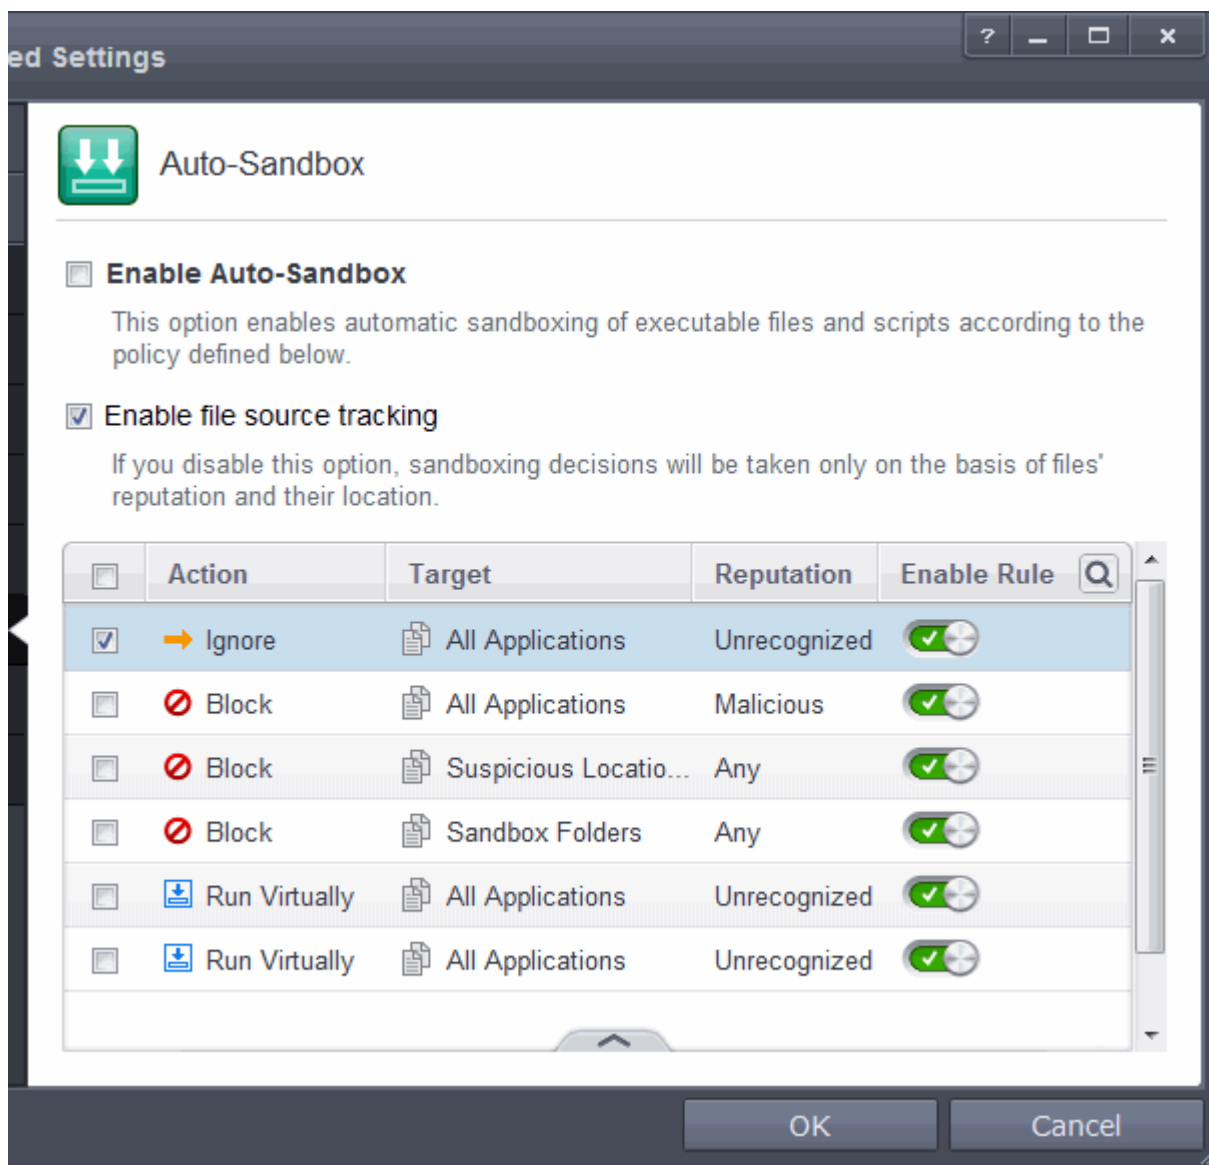 ed Settings
?
Auto-Sandbox
Enable Auto-Sandbox
This option enables automatic sandboxing of executable files and scripts according to the
policy defined below.
Enable file source tracking
If you disable this option, sandboxing decisions will be taken only on the basis of files'
reputation and their location.
Action Target Reputation Enable Rule
Ignore All Applications Unrecognized
Block All Applications Malicious
Block Suspicious Locatio... Any
Block Sandbox Folders Any
Run Virtually All Applications Unrecognized
Run Virtually All Applications Unrecognized
OK Cancel